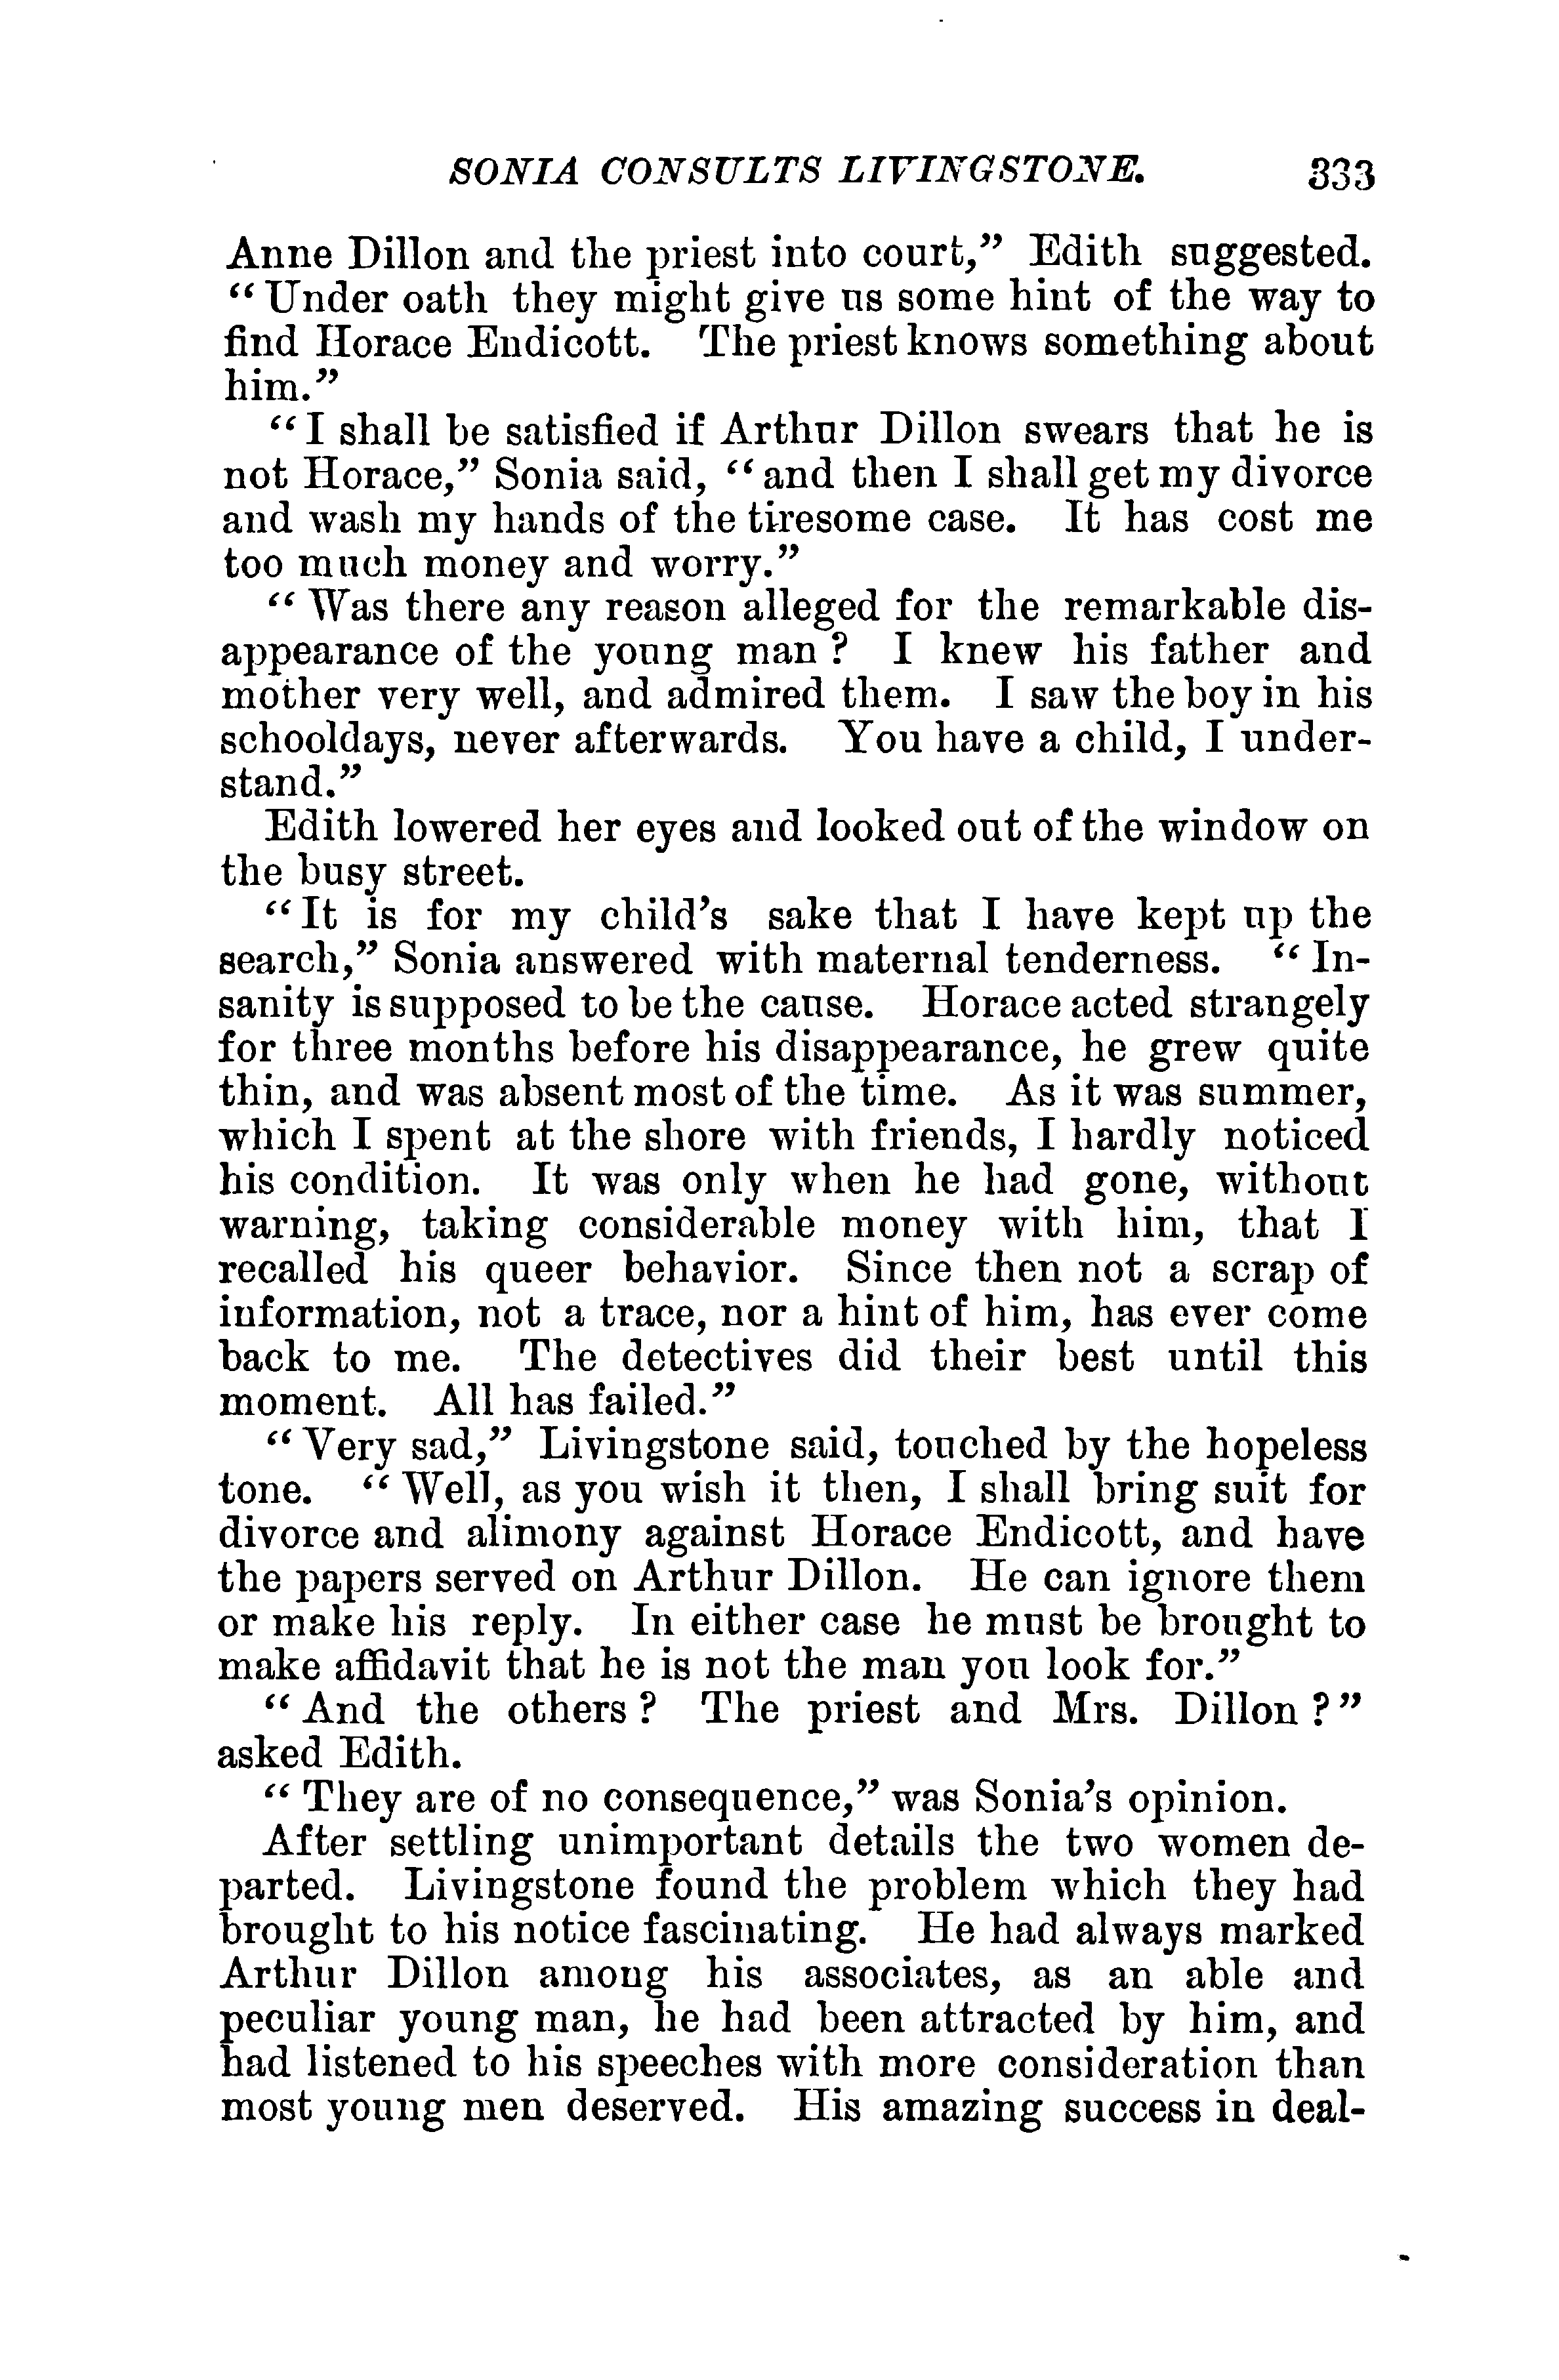 SONIA CONSULTS LIVINGSTONE. 333
Anne Dillon and the priest into court,” Edith suggested.
“Under oath they might give us some hint of the way to
find Horace Endicott. The priest knows something about
him.”
“I shall be satisfied if Arthur Dillon swears that he is
not Horace,” Sonia said, “and then I shall get my divorce
and wash my hands of the tiresome case. It has cost me
too much money and worry.”
“Was there any reason alleged for the remarkable dis-
appearance of the young man? I knew his father and
mother very well, and admired them. I saw the boy in his
schooldays, never afterwards. You have a child, I under-
stand.”
Edith lowered her eyes and looked out of the window on
the busy street.
“It is for my child’s sake that I have kept up the
search,” Sonia answered with maternal tenderness. “In-
sanity is supposed to be the cause. Horace acted strangely
for three months before his disappearance, he grew quite
thin, and was absent most of the time. As it was summer,
which I spent at the shore with friends, I hardly noticed
his condition. It was only when he had gone, without
warning, taking considerable money with him, that I
recalled his queer behavior. Since then not a scrap of
information, not a trace, nor a hint of him, has ever come
back to me. The detectives did their best until this
moment. All has failed.”
“Very sad,” Livingstone said, touched by the hopeless
tone. “Well, as you wish it then, I shall bring suit for
divorce and alimony against Horace Endicott, and have
the papers served on Arthur Dillon. He can ignore them
or make his reply. In either case he must be brought to
make affidavit that he is not the man you look for.”
“And the others? The priest and Mrs. Dillon?”
asked Edith.
“They are of no consequence,” was Sonia’s opinion.
After settling unimportant details the two women de-
parted. Livingstone found the problem which they had
brought to his notice fascinating. He had always marked
Arthur Dillon among his associates, as an able and
peculiar young man, he had been attracted by him, and
had listened to his speeches with more consideration than
most young men deserved. His amazing success in deal-